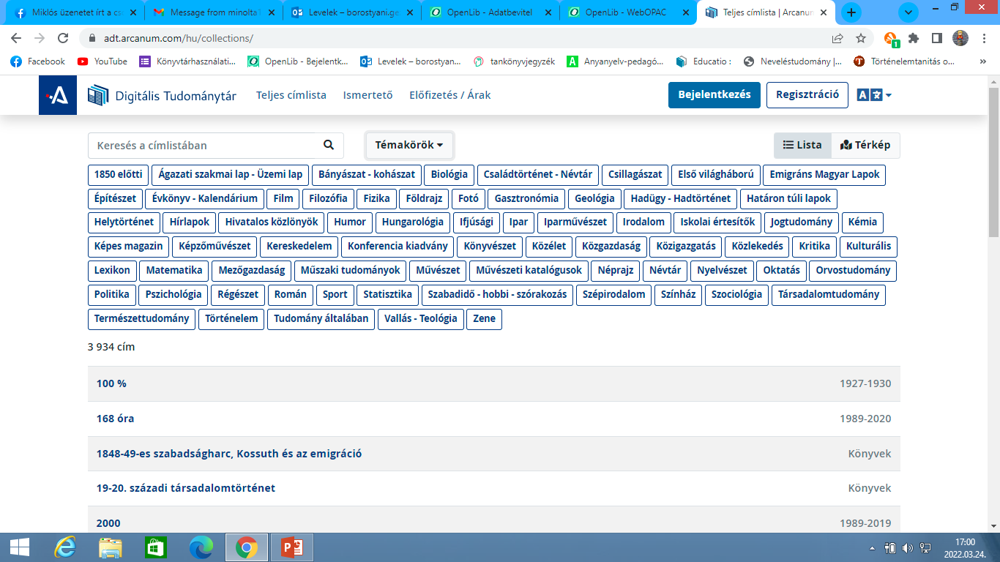 Miklós üzenetet írt a cs
Message from minolta1
Levelek – borostyani.ge
OpenLib - Adatbevitel
OpenLib - WebOPAC
Teljes címlista | Arcanum
adt.arcanum.com/hu/collections/
1
Facebook
YouTube
Könyvtárhasználati...
OpenLib - Bejelentk...
Levelek – borostyan...
tankönyvjegyzék
Anyanyelv-pedagó...
Educatio :
Neveléstudomány |...
Történelemtanítás o...
»
A
Digitális Tudománytár
Teljes címlista
Ismertető
Előfizetés / Árak
Bejelentkezés
Regisztráció
Keresés a címlistában
Témakörök
Lista
Térkép
1850 előtti Ágazati szakmai lap - Üzemi lap Bányászat - kohászat Biológia Családtörténet - Névtár Csillagászat Első világháború Emigráns Magyar Lapok
Építészet Évkönyv - Kalendárium Film Filozófia Fizika Földrajz Fotó Gasztronómia Geológia Hadügy - Hadtörténet Határon túli lapok
Helytörténet Hírlapok Hivatalos közlönyök Humor Hungarológia Ifjúsági Ipar Iparművészet Irodalom Iskolai értesítők Jogtudomány Kémia
Képes magazin Képzőművészet Kereskedelem Konferencia kiadvány Könyvészet Közélet Közgazdaság Közigazgatás Közlekedés Kritika Kulturális
Lexikon Matematika Mezőgazdaság Műszaki tudományok Művészet Művészeti katalógusok Néprajz Névtár Nyelvészet Oktatás Orvostudomány
Politika Pszichológia Régészet Román Sport Statisztika Szabadidő - hobbi - szórakozás Szépirodalom Színház Szociológia Társadalomtudomány
Természettudomány Történelem Tudomány általában Vallás - Teológia Zene
3 934 cím
100 % 1927-1930
168 óra 1989-2020
1848-49-es szabadságharc, Kossuth és az emigráció Könyvek
19-20. századi társadalomtörténet Könyvek
2000 1989-2019
17:00
2022.03.24.